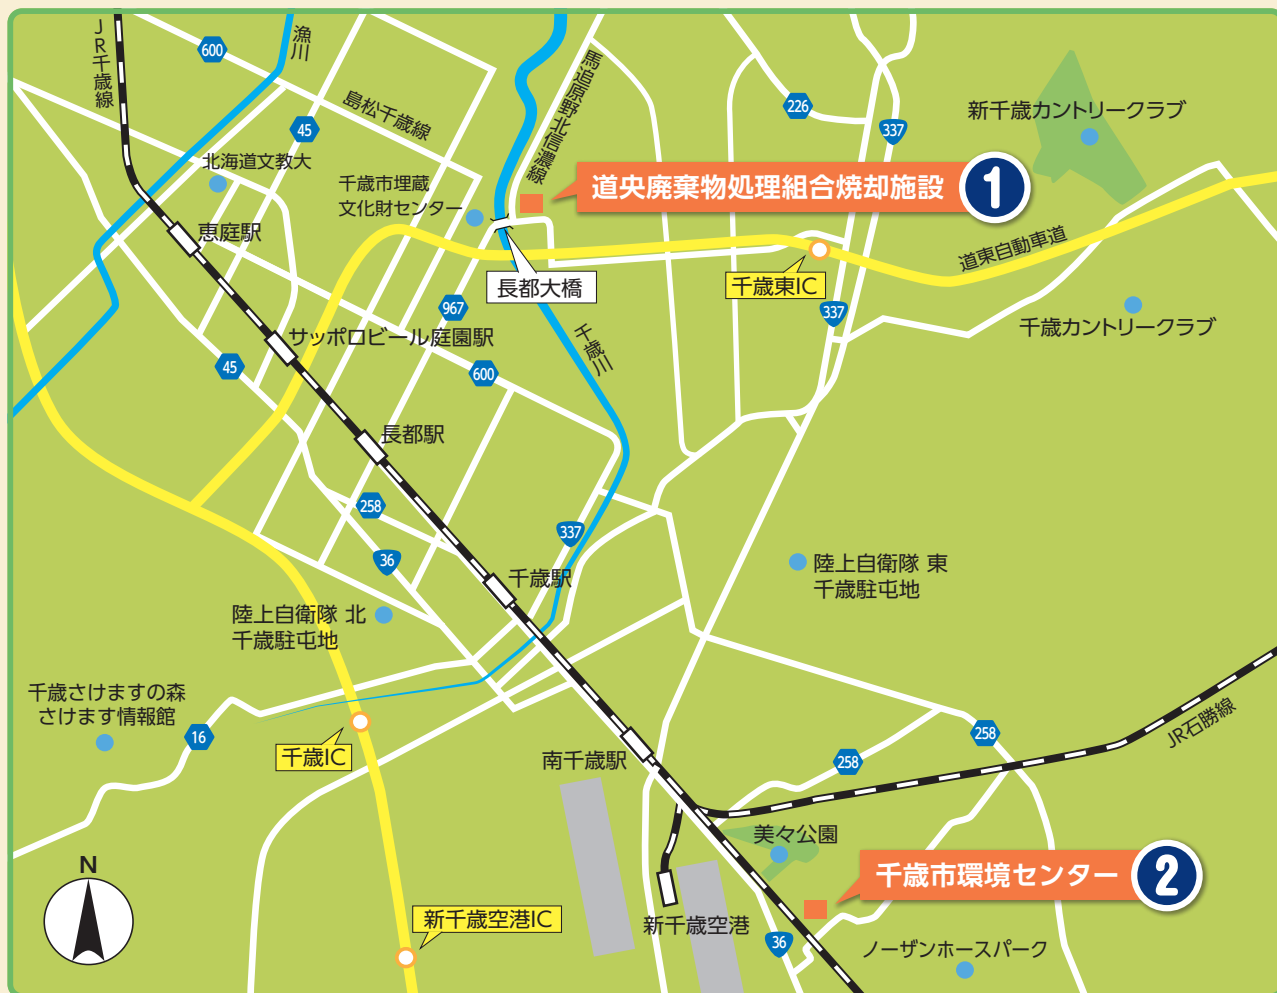 JR千歳線
600
漁川
島松千歳線
45
馬追原野北信濃線
226
337
新千歳カントリークラブ
北海道文教大
千歳市埋蔵
文化財センター
道央廃棄物処理組合焼却施設
1
恵庭駅
長都大橋
千歳東IC
道東自動車道
967
337
千歳カントリークラブ
サッポロビール庭園駅
千歳川
45
600
長都駅
258
36
337
千歳駅
陸上自衛隊 東
千歳駐屯地
陸上自衛隊 北
千歳駐屯地
千歳さけますの森
さけます情報館
16
千歳IC
南千歳駅
258
258
JR石勝線
美々公園
千歳市環境センター
2
N
新千歳空港IC
新千歳空港
36
ノーザンホースパーク